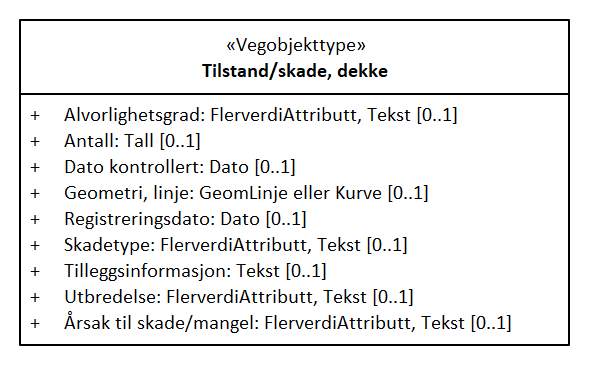 «Vegobjekttype»
Tilstand/skade, dekke
+ Alvorlighetsgrad: FlerverdiAttributt, Tekst [0..1]
+ Antall: Tall [0..1]
+ Dato kontrollert: Dato [0..1]
+ Geometri, linje: GeomLinje eller Kurve [0..1]
+ Registreringsdato: Dato [0..1]
+ Skadetype: FlerverdiAttributt, Tekst [0..1]
+ Tilleggsinformasjon: Tekst [0..1]
+ Utbredelse: FlerverdiAttributt, Tekst [0..1]
+ Årsak til skade/mangel: FlerverdiAttributt, Tekst [0..1]